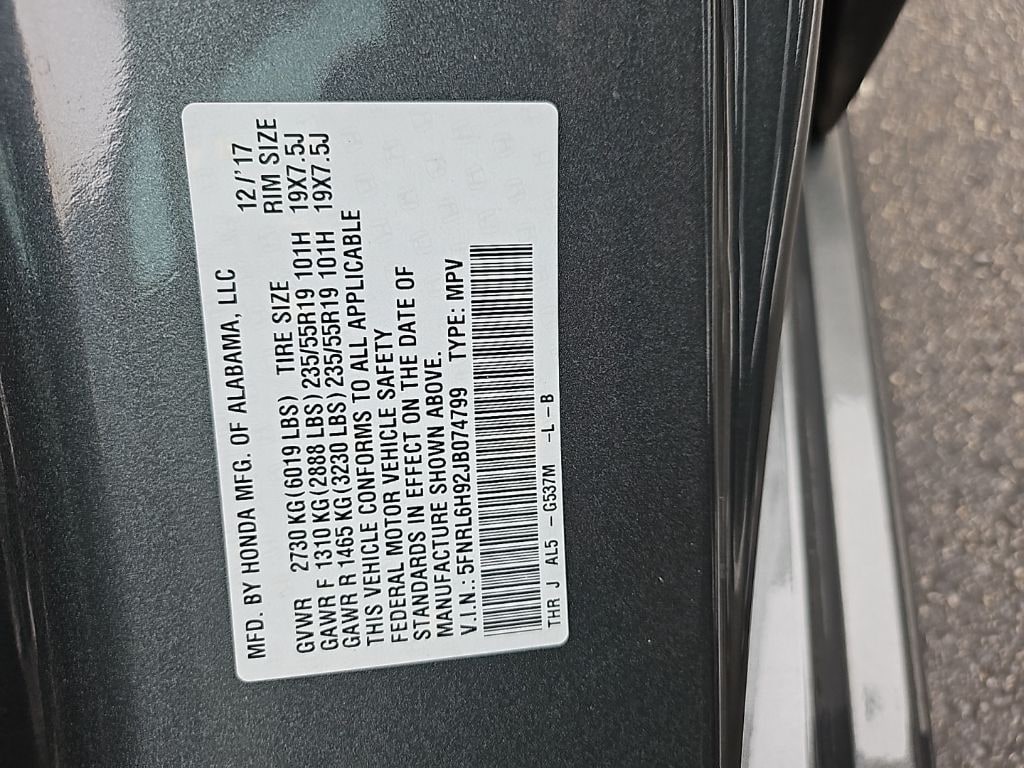 MFD. BY HONDA MFG. OF ALABAMA, LLC 12/'17
GVWR 2730 KG(6019 LBS) TIRE SIZE RIM SIZE
GAWR F 1310 KG(2888 LBS) 235/55R19 101H 19X7.5J
GAWR R 1465 KG(3230 LBS) 235/55R19 101H 19X7.5J
THIS VEHICLE CONFORMS TO ALL APPLICABLE
FEDERAL MOTOR VEHICLE SAFETY
STANDARDS IN EFFECT ON THE DATE OF
MANUFACTURE SHOWN ABOVE.
V.I.N.: 5FNRL6H92JB074799 TYPE: MPV
THR J AL5 -G537M -L-B